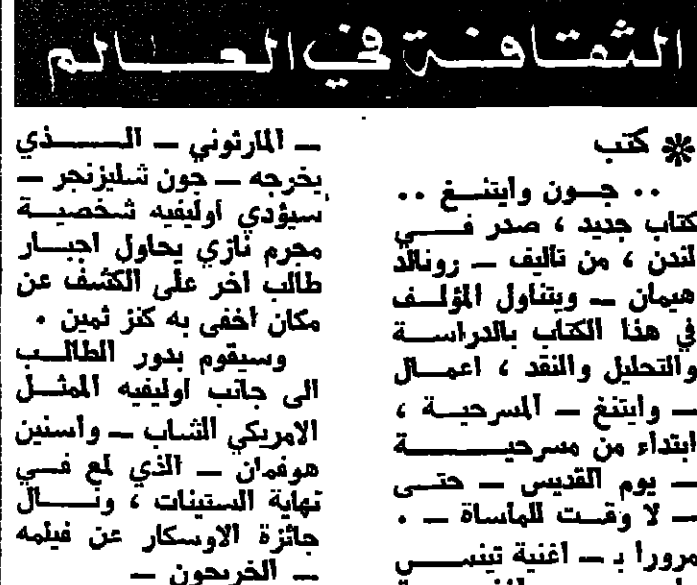 الثقافة في العالم
❊ كتب
.. جون وايتنغ ..
كتاب جديد ، صدر في
لندن ، من تاليف — رونالد
هيمان — ويتناول المؤلف
في هذا الكتاب بالدراسة
والتحليل والنقد ، اعمال
— وايتنغ — المسرحية ،
ابتداء من مسرحية
— يوم القديس — حتى
— لا وقت للماساة — .
مرورا بـ — اغنية تينس
— المارثوني — الذي
يخرجه — جون شليزنجر —
سيؤدي اوليفيه شخصية
مجرم نازي يحاول اجبار
طالب اخر على الكشف عن
مكان اخفى به كنز ثمين .
وسيقوم بدور الطالب
الى جانب اوليفيه الممثل
الامريكي الشاب — واسنين
هوفمان — الذي لمع في
نهاية الستينات ، ونال
جائزة الاوسكار عن فيلمه
— الخريجون —